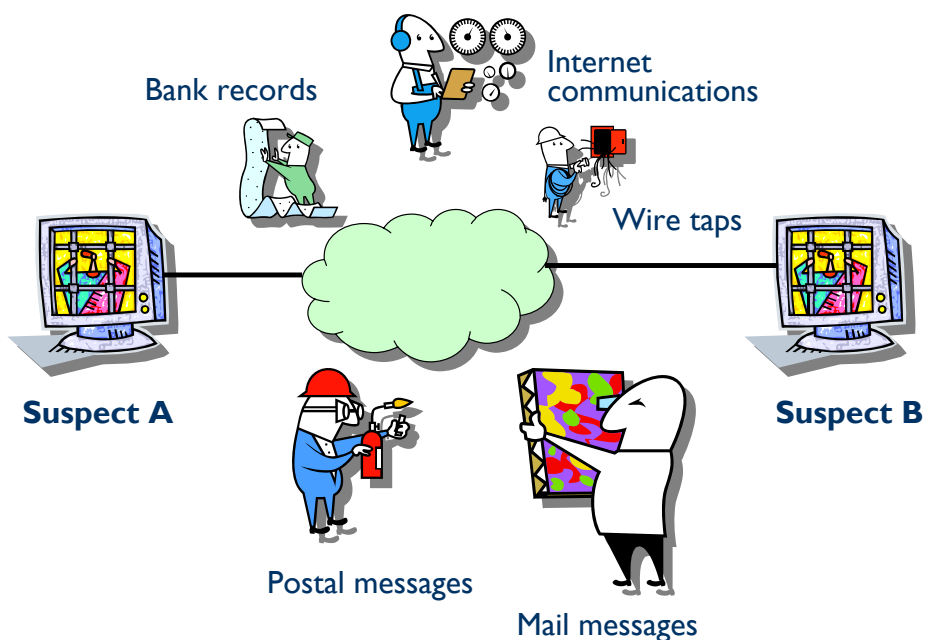 Internet
communications
Bank records
Wire taps
Suspect A
Suspect B
Postal messages
Mail messages